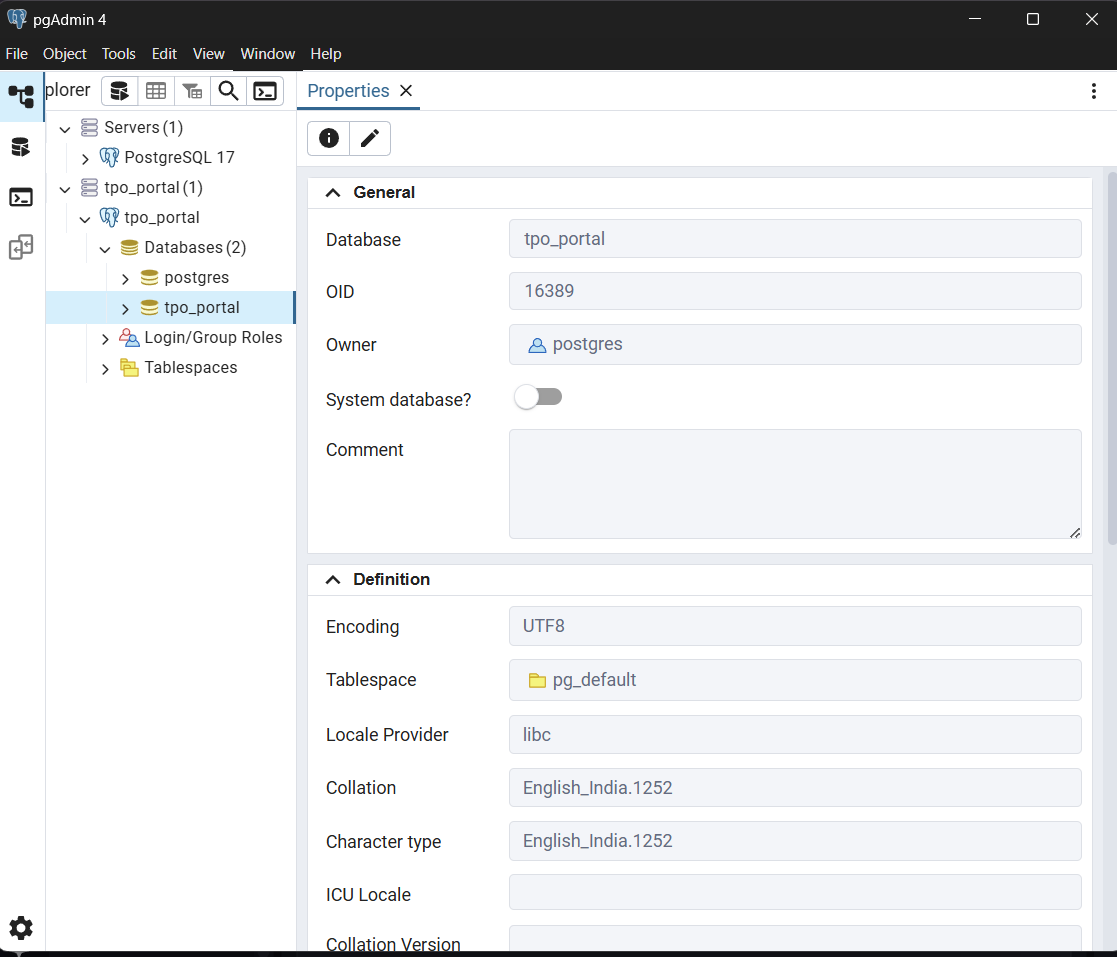 pgAdmin 4
File Object Tools Edit View Window Help
plorer
Properties
Servers (1)
PostgreSQL 17
tpo_portal (1)
tpo_portal
Databases (2)
postgres
tpo_portal
Login/Group Roles
Tablespaces
General
Database tpo_portal
OID 16389
Owner postgres
System database?
Comment
Definition
Encoding UTF8
Tablespace pg_default
Locale Provider libc
Collation English_India.1252
Character type English_India.1252
ICU Locale
Collation Version